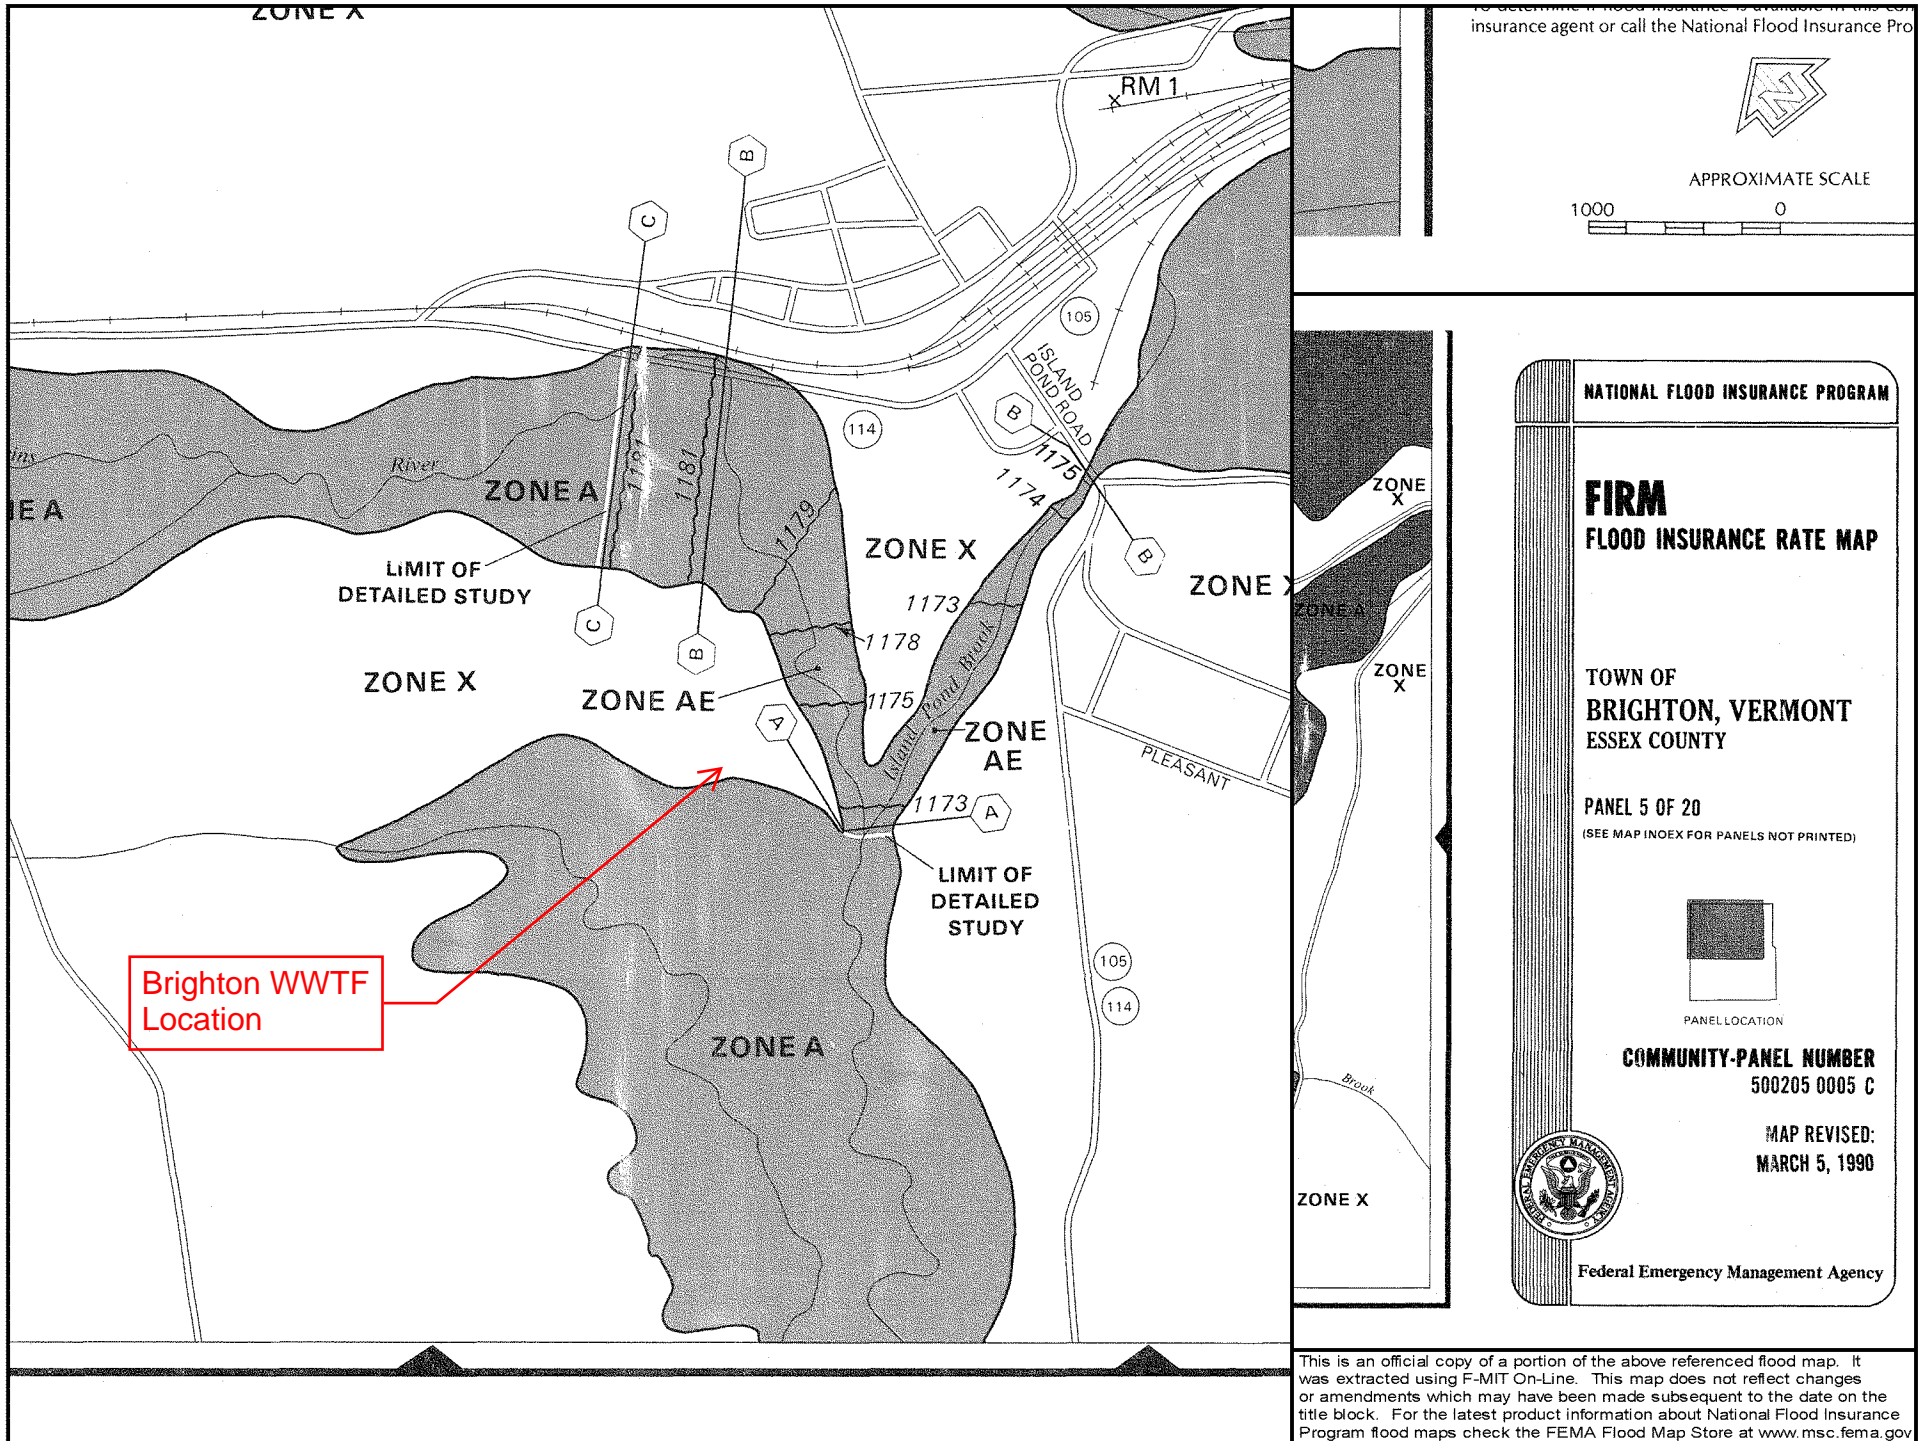 ZONE X
RM 1
B
C
105
ISLAND
POND ROAD
B
114
1175
1174
River
ZONE A
1181
1181
1179
ZONE A
ZONE X
B
ZONE X
LIMIT OF
DETAILED STUDY
C
B
1173
1178
ZONE X
ZONE AE
1175
Island Pond Brook
A
ZONE
AE
PLEASANT
1173
A
LIMIT OF
DETAILED
STUDY
Brighton WWTF
Location
105
114
ZONE A
insurance agent or call the National Flood Insurance Pro
N
APPROXIMATE SCALE
1000 0
ZONE
X
ZONE A
ZONE
X
Brook
ZONE X
NATIONAL FLOOD INSURANCE PROGRAM
FIRM
FLOOD INSURANCE RATE MAP
TOWN OF
BRIGHTON, VERMONT
ESSEX COUNTY
PANEL 5 OF 20
(SEE MAP INDEX FOR PANELS NOT PRINTED)
PANEL LOCATION
COMMUNITY-PANEL NUMBER
500205 0005 C
MAP REVISED:
MARCH 5, 1990
FEDERAL EMERGENCY MANAGEMENT AGENCY
Federal Emergency Management Agency
This is an official copy of a portion of the above referenced flood map. It
was extracted using F-MIT On-Line. This map does not reflect changes
or amendments which may have been made subsequent to the date on the
title block. For the latest product information about National Flood Insurance
Program flood maps check the FEMA Flood Map Store at www.msc.fema.gov